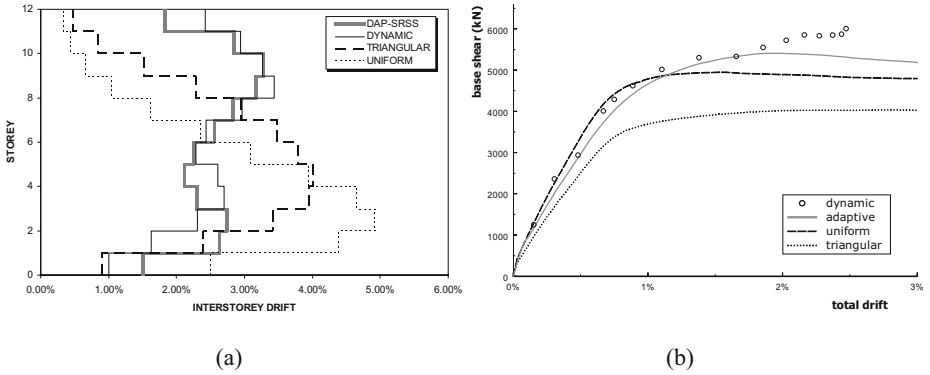 12
10
8
6
4
2
0
STOREY
0.00% 1.00% 2.00% 3.00% 4.00% 5.00% 6.00%
INTERSTOREY DRIFT
DAP-SRSS
DYNAMIC
TRIANGULAR
UNIFORM
(a)
base shear (kN)
6000
5000
4000
3000
2000
1000
0
0% 1% 2% 3%
total drift
dynamic
adaptive
uniform
triangular
(b)